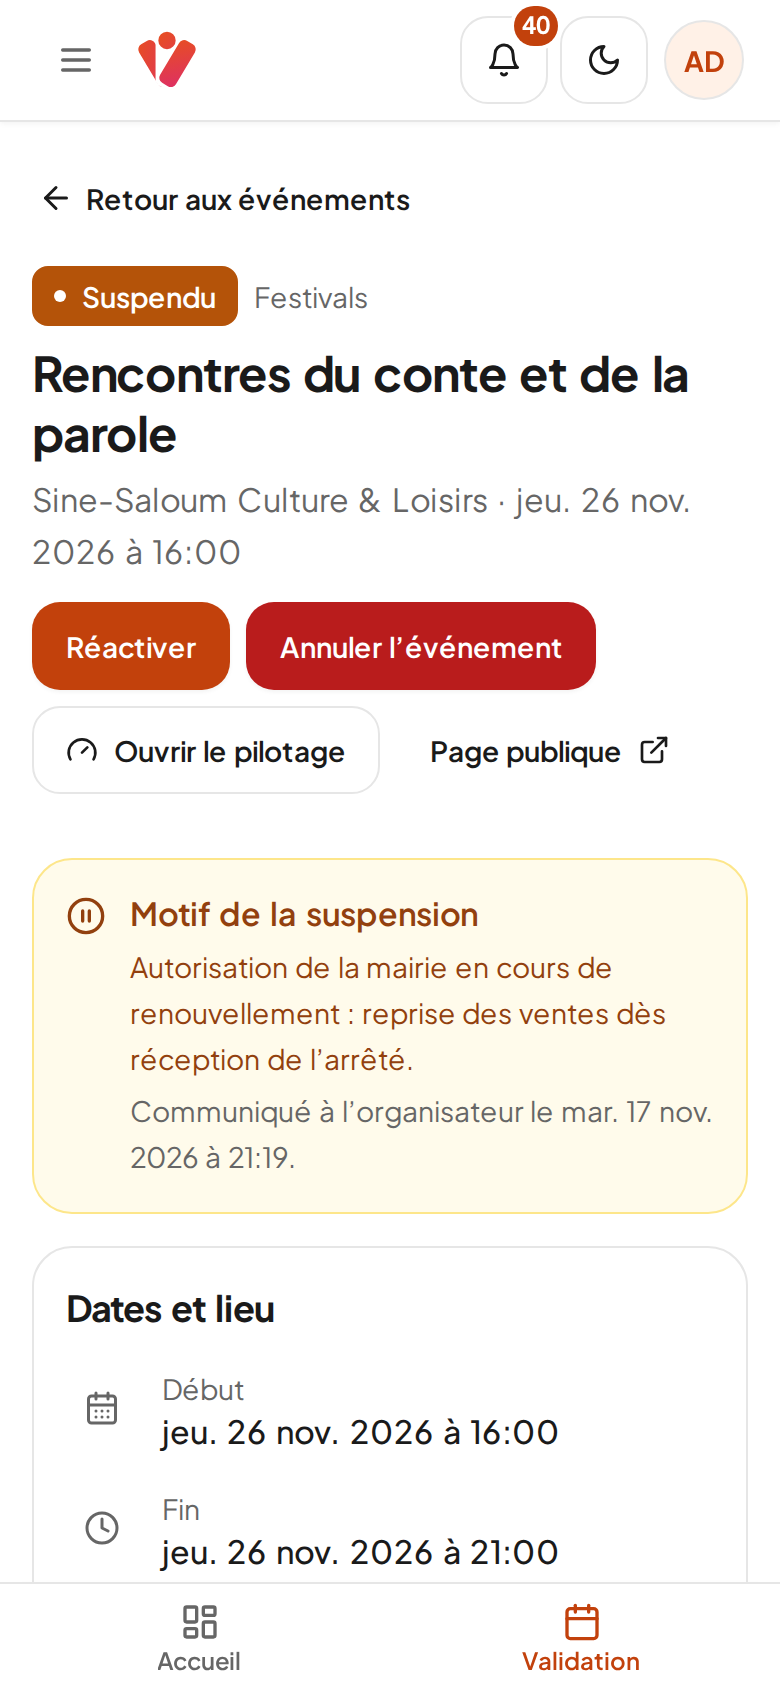 40
AD
Retour aux événements
Suspendu
Festivals
Rencontres du conte et de la
parole
Sine-Saloum Culture & Loisirs · jeu. 26 nov.
2026 à 16:00
Réactiver
Annuler l’événement
Ouvrir le pilotage
Page publique
Motif de la suspension
Autorisation de la mairie en cours de
renouvellement : reprise des ventes dès
réception de l’arrêté.
Communiqué à l’organisateur le mar. 17 nov.
2026 à 21:19.
Dates et lieu
Début
jeu. 26 nov. 2026 à 16:00
Fin
jeu. 26 nov. 2026 à 21:00
Accueil
Validation